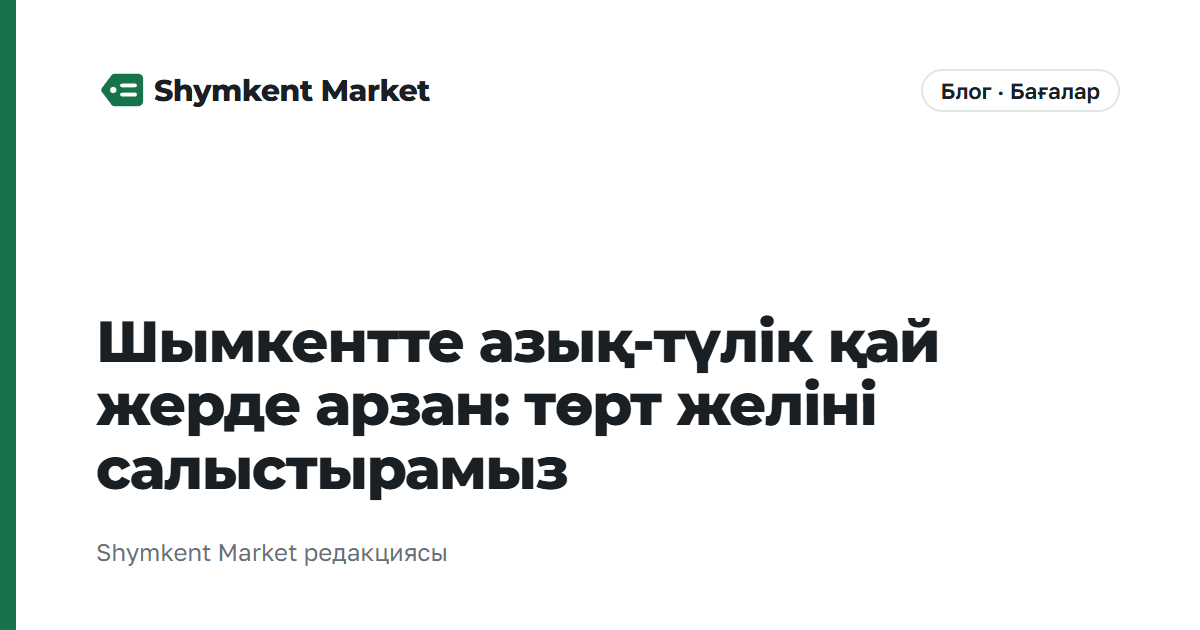 Shymkent Market
Блог · Бағалар
Шымкентте азық-түлік қай
жерде арзан: төрт желіні
салыстырамыз
Shymkent Market редакциясы